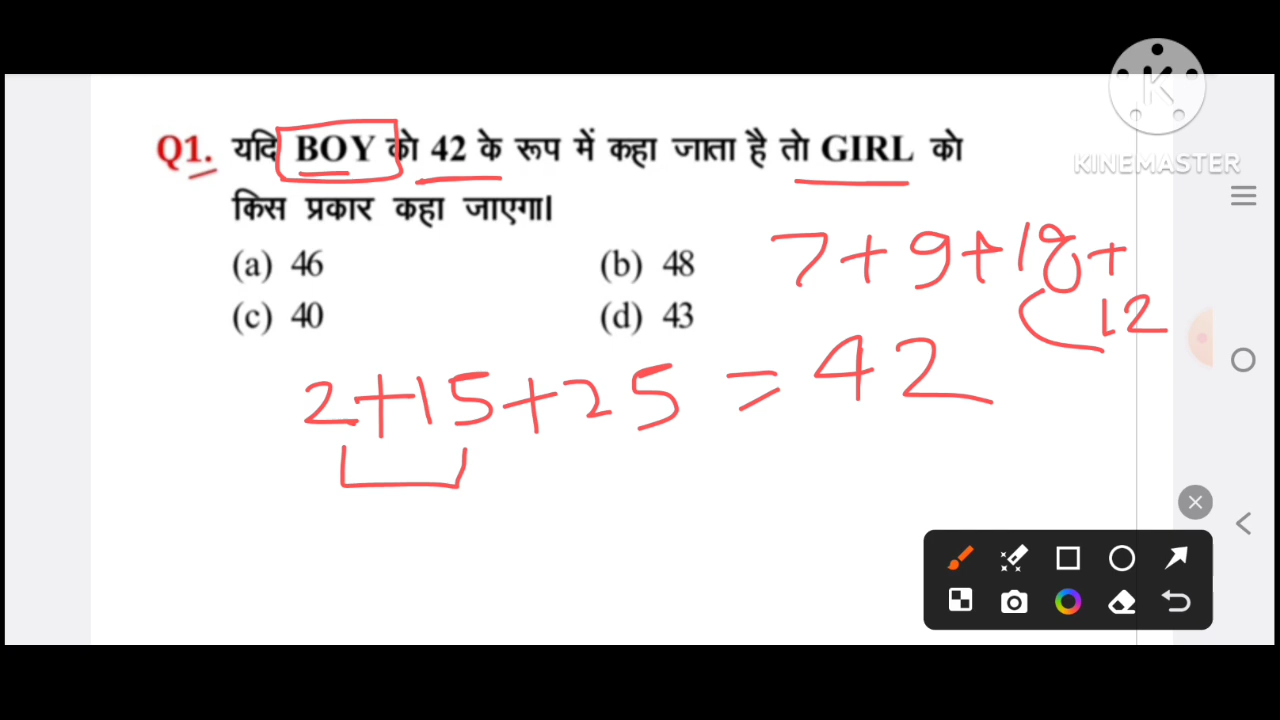 KINEMASTER
Q1. यदि BOY को 42 के रूप में कहा जाता है तो GIRL को
किस प्रकार कहा जाएगा।
(a) 46 (b) 48
(c) 40 (d) 43
7+9+18+
12
2+15+25 = 42